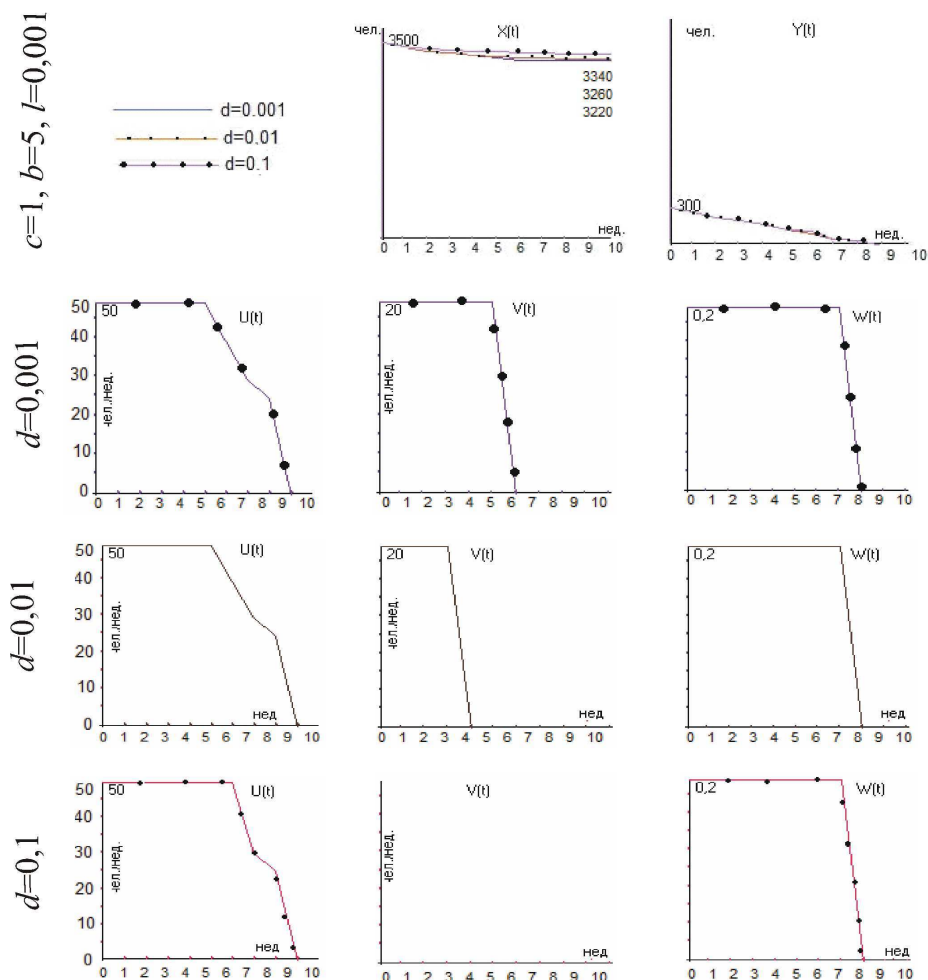 c=1, b=5, l=0,001
d=0.001
d=0.01
d=0.1
чел.
X(t)
3500
3340
3260
3220
нед.
0 1 2 3 4 5 6 7 8 9 10
чел.
Y(t)
300
нед.
0 1 2 3 4 5 6 7 8 9 10
d=0,001
50
40
30
20
10
0
50
U(t)
чел./нед.
0 1 2 3 4 5 6 7 8 9 10
20
V(t)
чел./нед.
0 1 2 3 4 5 6 7 8 9 10
0,2
W(t)
0 1 2 3 4 5 6 7 8 9 10
d=0,01
50
40
30
20
10
0
50
U(t)
чел./нед.
нед
0 1 2 3 4 5 6 7 8 9 10
20
V(t)
чел./нед.
нед
0 1 2 3 4 5 6 7 8 9 10
0,2
W(t)
нед
0 1 2 3 4 5 6 7 8 9 10
d=0,1
50
40
30
20
10
0
50
U(t)
чел./нед.
нед
0 1 2 3 4 5 6 7 8 9 10
V(t)
чел./нед.
нед
0 1 2 3 4 5 6 7 8 9 10
0,2
W(t)
нед
0 1 2 3 4 5 6 7 8 9 10